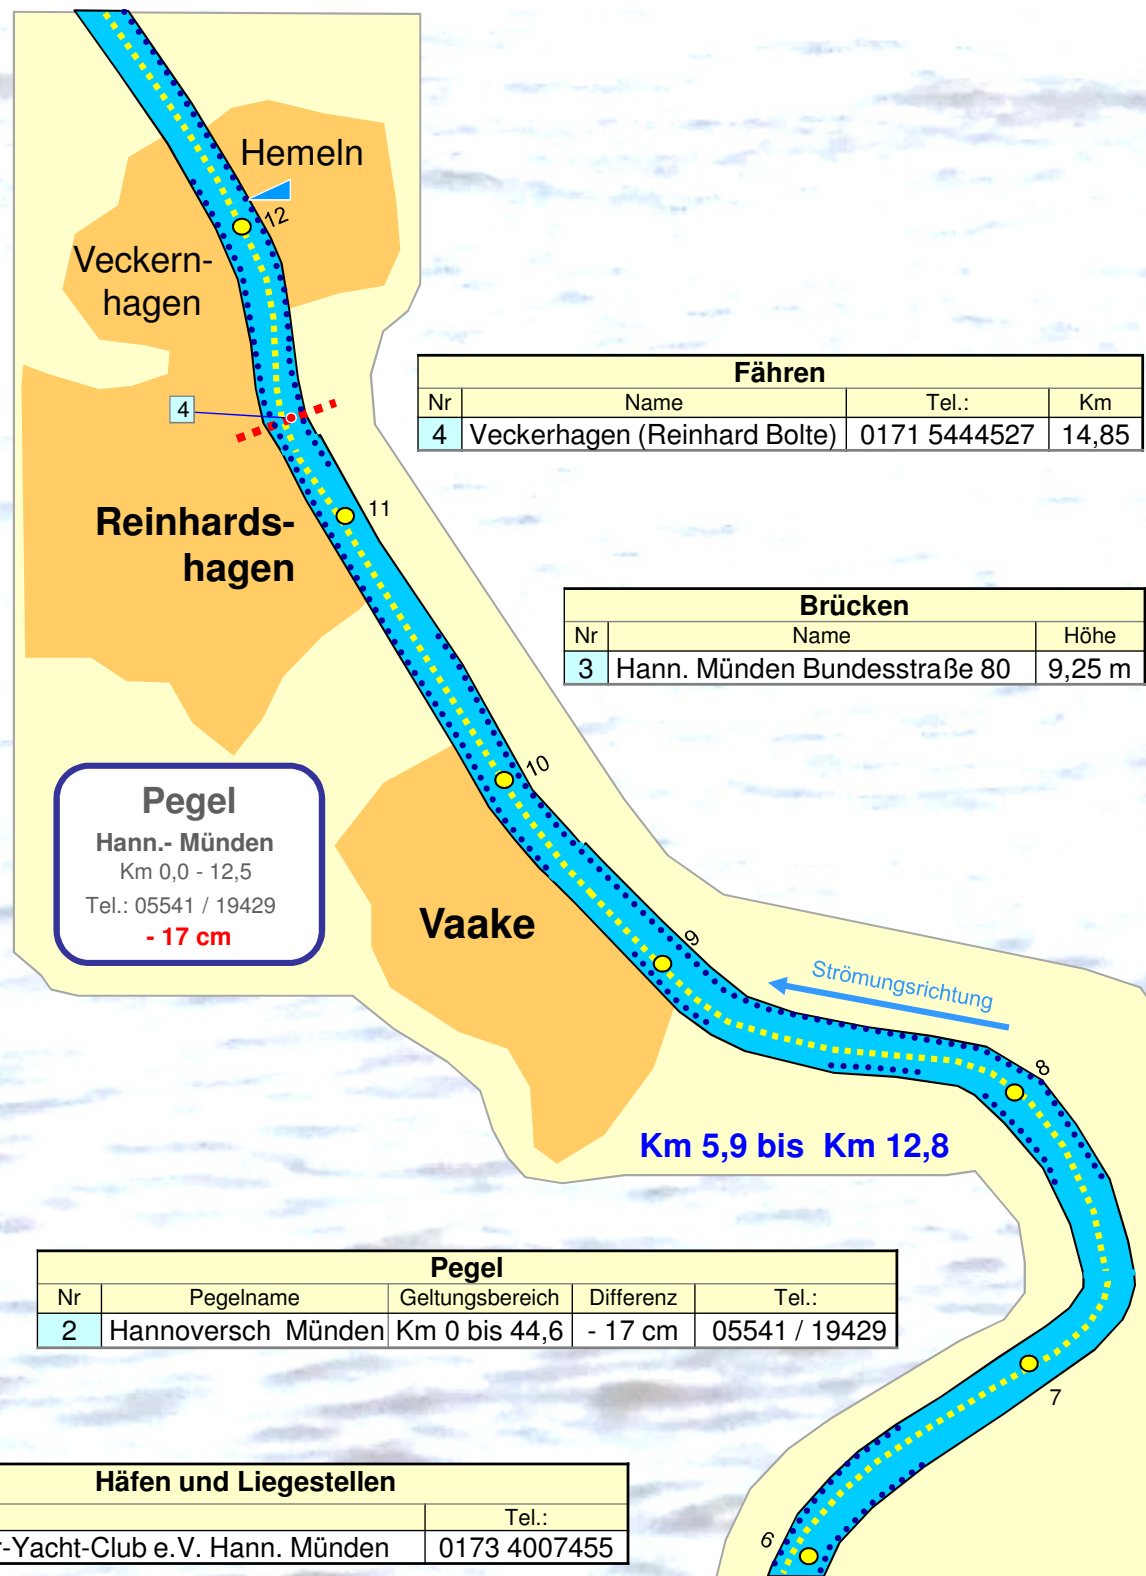 Hemeln
12
Veckern-
hagen
Fähren
Nr Name Tel.: Km
4 Veckerhagen (Reinhard Bolte) 0171 5444527 14,85
4
11
Reinhards-
hagen
Brücken
Nr Name Höhe
3 Hann. Münden Bundesstraße 80 9,25 m
10
Pegel
Hann.- Münden
Km 0,0 - 12,5
Tel.: 05541 / 19429
- 17 cm
Vaake
9
Strömungsrichtung
8
Km 5,9 bis Km 12,8
Pegel
Nr Pegelname Geltungsbereich Differenz Tel.:
2 Hannoversch Münden Km 0 bis 44,6 - 17 cm 05541 / 19429
7
Häfen und Liegestellen
Tel.:
r-Yacht-Club e.V. Hann. Münden 0173 4007455
6